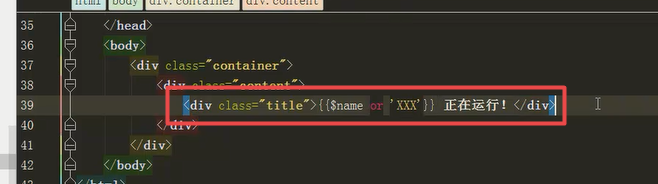 html body div.container div.content
35 </head>
36 <body>
37 <div class="container">
38 <div class="content">
39 <div class="title">{{$name or 'XXX'}} 正在运行！</div>
40 </div>
41 </div>
42 </body>
43 </html>